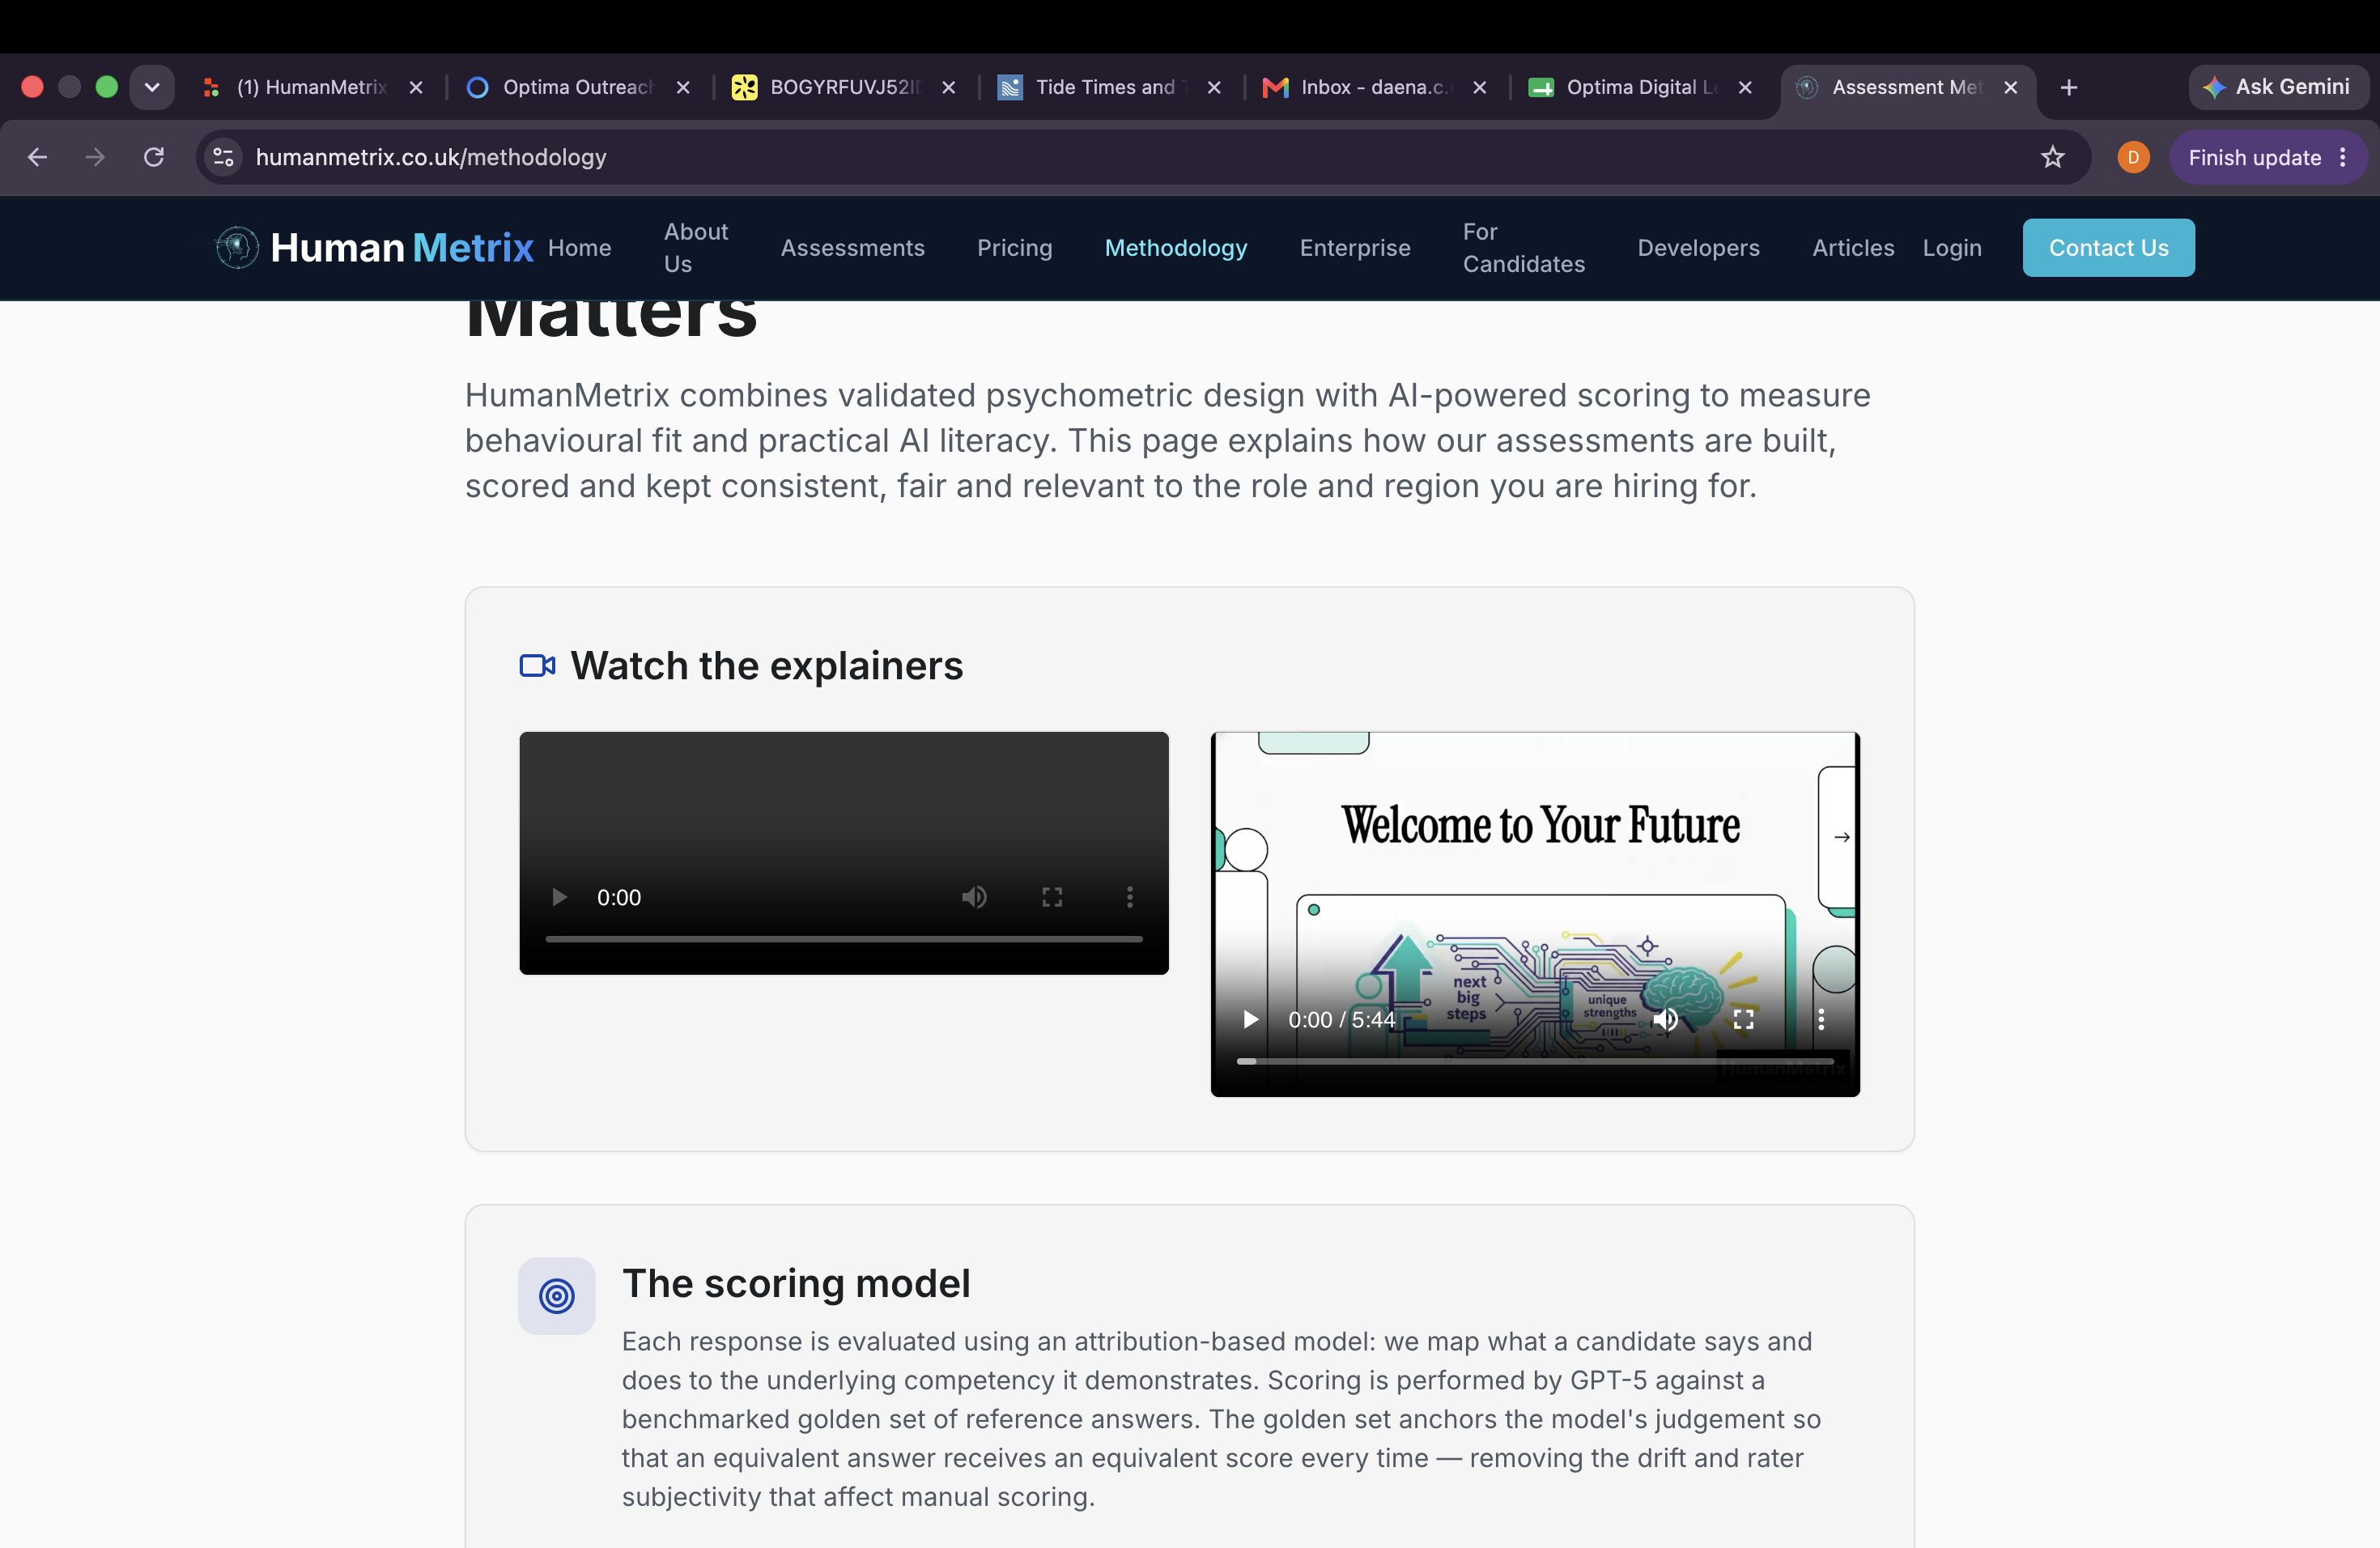 (1) HumanMetrix
Optima Outreach
BOGYRFUVJ52I
Tide Times and
Inbox - daena.c.
Optima Digital L
Assessment Met
Ask Gemini
humanmetrix.co.uk/methodology
D
Finish update
Human Metrix
Home
About Us
Assessments
Pricing
Methodology
Enterprise
For Candidates
Developers
Articles
Login
Contact Us
Matters
HumanMetrix combines validated psychometric design with AI-powered scoring to measure
behavioural fit and practical AI literacy. This page explains how our assessments are built,
scored and kept consistent, fair and relevant to the role and region you are hiring for.
Watch the explainers
0:00
Welcome to Your Future
next
big
steps
unique
strengths
0:00 / 5:44
HumanMetrix
The scoring model
Each response is evaluated using an attribution-based model: we map what a candidate says and
does to the underlying competency it demonstrates. Scoring is performed by GPT-5 against a
benchmarked golden set of reference answers. The golden set anchors the model's judgement so
that an equivalent answer receives an equivalent score every time — removing the drift and rater
subjectivity that affect manual scoring.